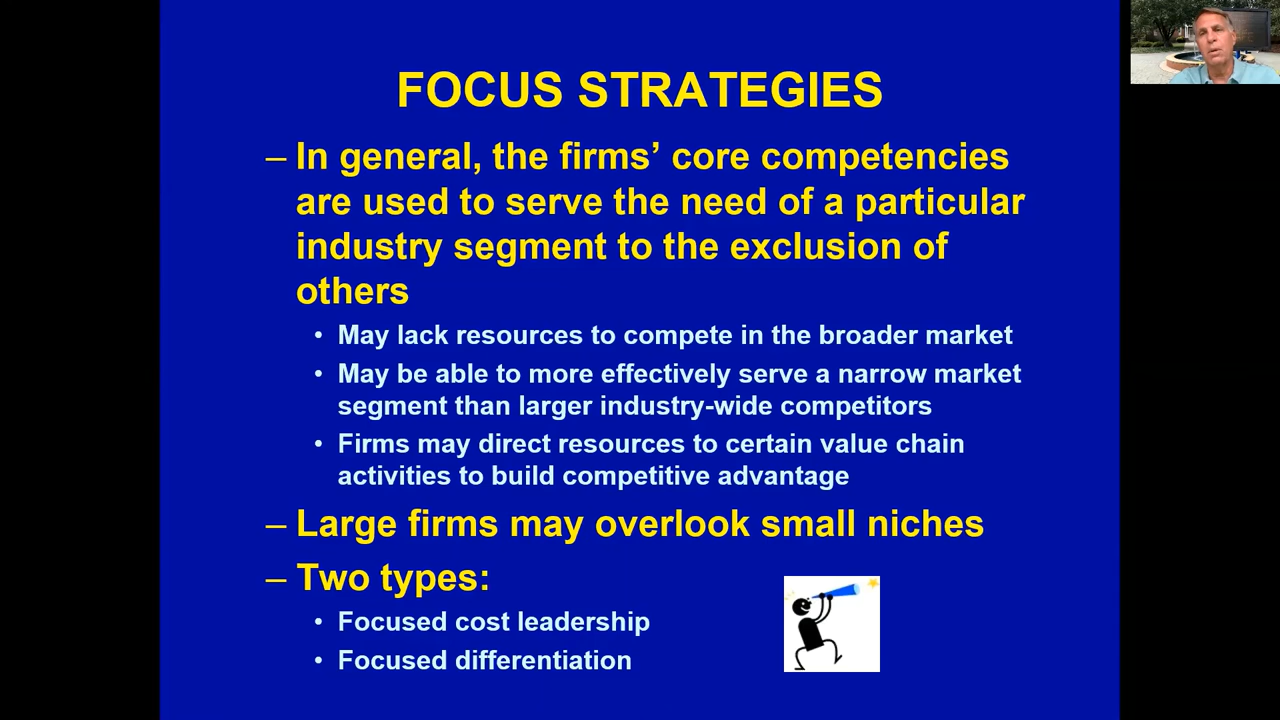 FOCUS STRATEGIES
– In general, the firms’ core competencies
are used to serve the need of a particular
industry segment to the exclusion of
others
• May lack resources to compete in the broader market
• May be able to more effectively serve a narrow market
segment than larger industry-wide competitors
• Firms may direct resources to certain value chain
activities to build competitive advantage
– Large firms may overlook small niches
– Two types:
• Focused cost leadership
• Focused differentiation